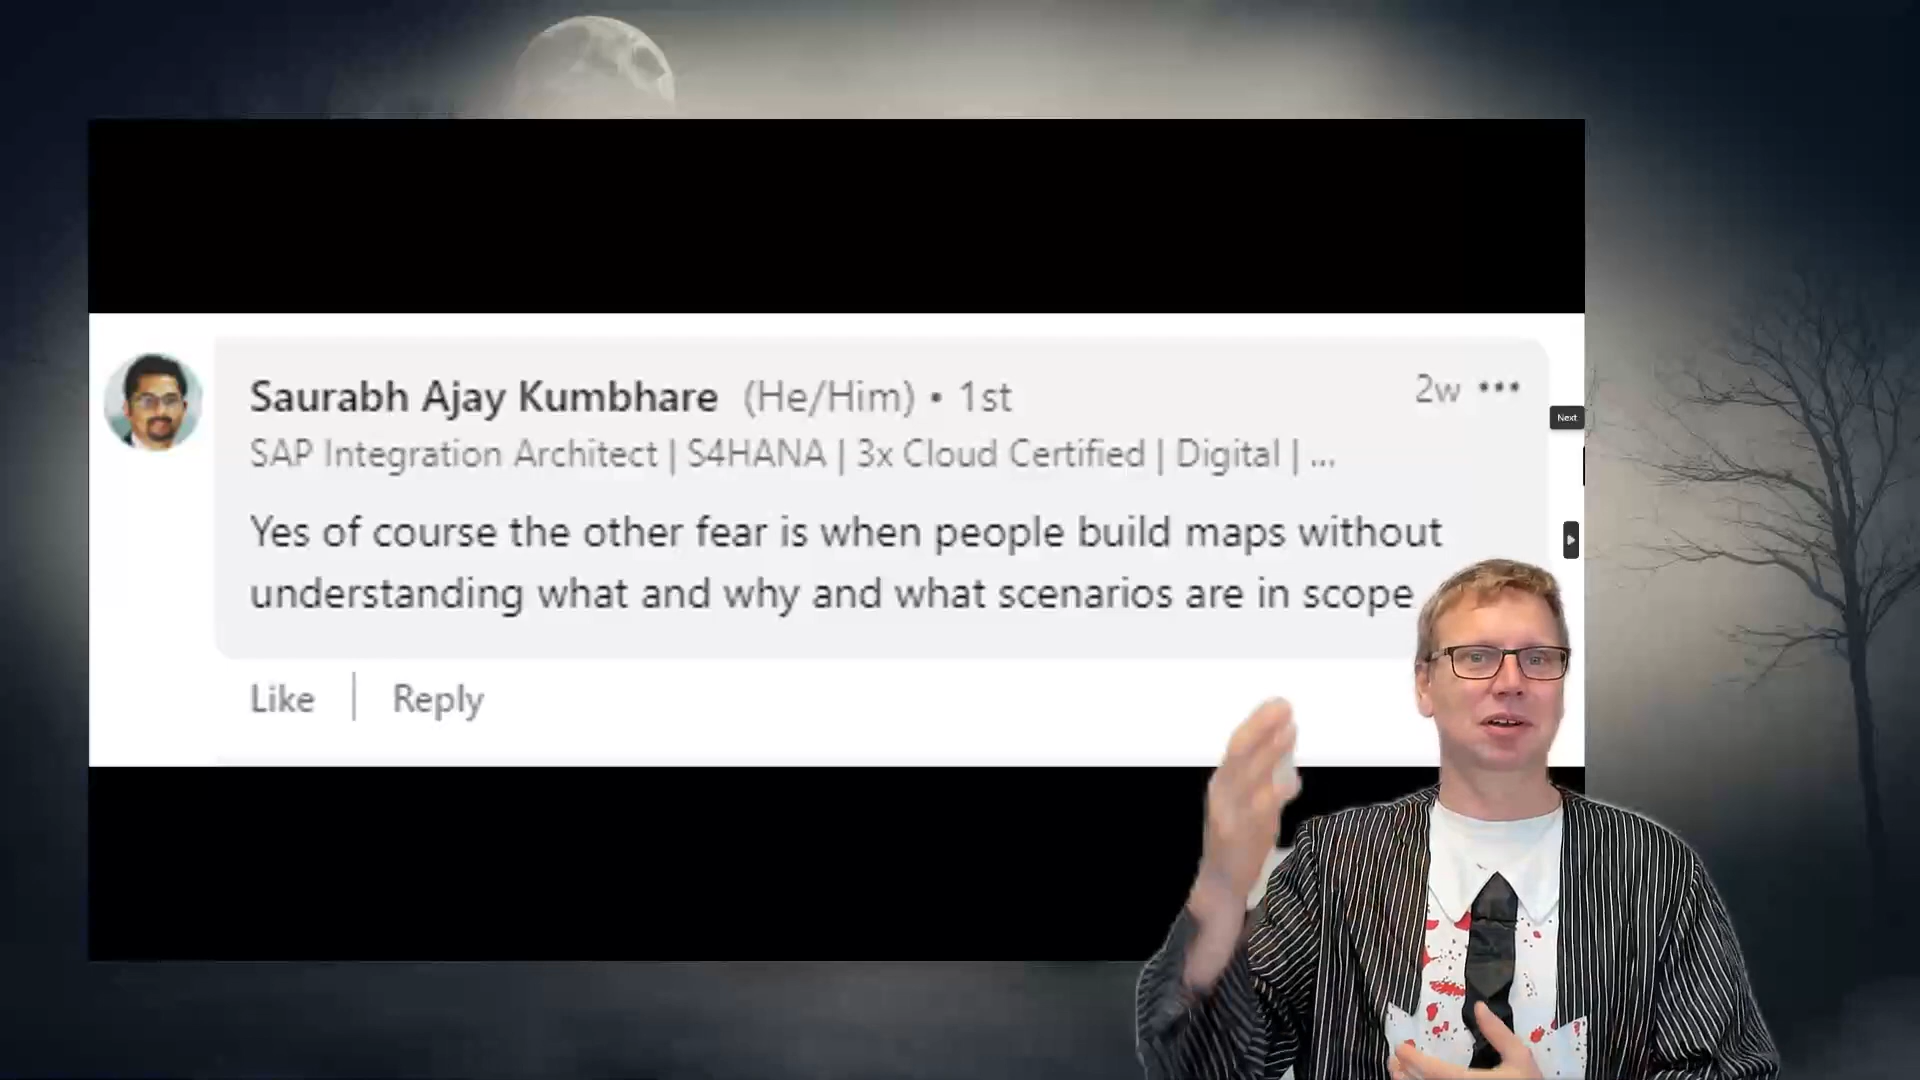 Saurabh Ajay Kumbhare (He/Him) • 1st
2w •••
SAP Integration Architect | S4HANA | 3x Cloud Certified | Digital | ...
Next
Yes of course the other fear is when people build maps without
understanding what and why and what scenarios are in scope
Like | Reply